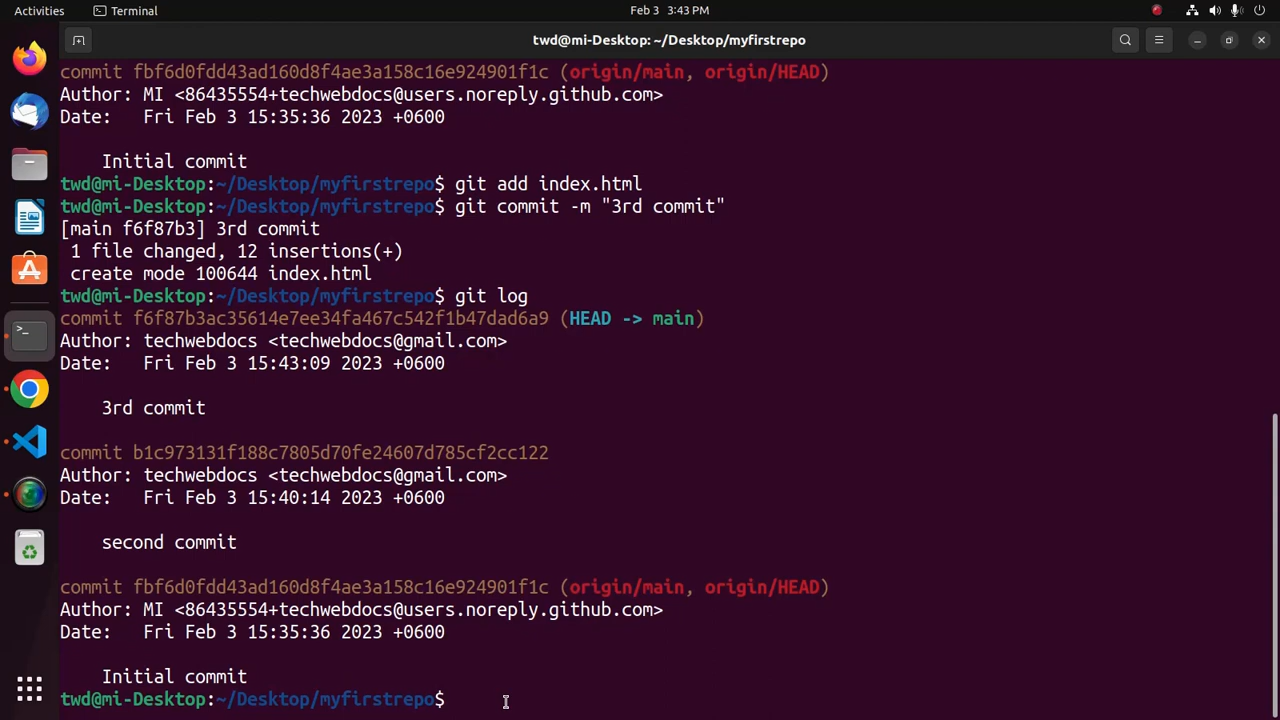 Activities Terminal Feb 3 3:43 PM
twd@mi-Desktop: ~/Desktop/myfirstrepo
commit fbf6d0fdd43ad160d8f4ae3a158c16e924901f1c (origin/main, origin/HEAD)
Author: MI <86435554+techwebdocs@users.noreply.github.com>
Date:   Fri Feb 3 15:35:36 2023 +0600
Initial commit
twd@mi-Desktop:~/Desktop/myfirstrepo$ git add index.html
twd@mi-Desktop:~/Desktop/myfirstrepo$ git commit -m "3rd commit"
[main f6f87b3] 3rd commit
1 file changed, 12 insertions(+)
create mode 100644 index.html
twd@mi-Desktop:~/Desktop/myfirstrepo$ git log
commit f6f87b3ac35614e7ee34fa467c542f1b47dad6a9 (HEAD -> main)
Author: techwebdocs <techwebdocs@gmail.com>
Date:   Fri Feb 3 15:43:09 2023 +0600
3rd commit
commit b1c973131f188c7805d70fe24607d785cf2cc122
Author: techwebdocs <techwebdocs@gmail.com>
Date:   Fri Feb 3 15:40:14 2023 +0600
second commit
commit fbf6d0fdd43ad160d8f4ae3a158c16e924901f1c (origin/main, origin/HEAD)
Author: MI <86435554+techwebdocs@users.noreply.github.com>
Date:   Fri Feb 3 15:35:36 2023 +0600
Initial commit
twd@mi-Desktop:~/Desktop/myfirstrepo$